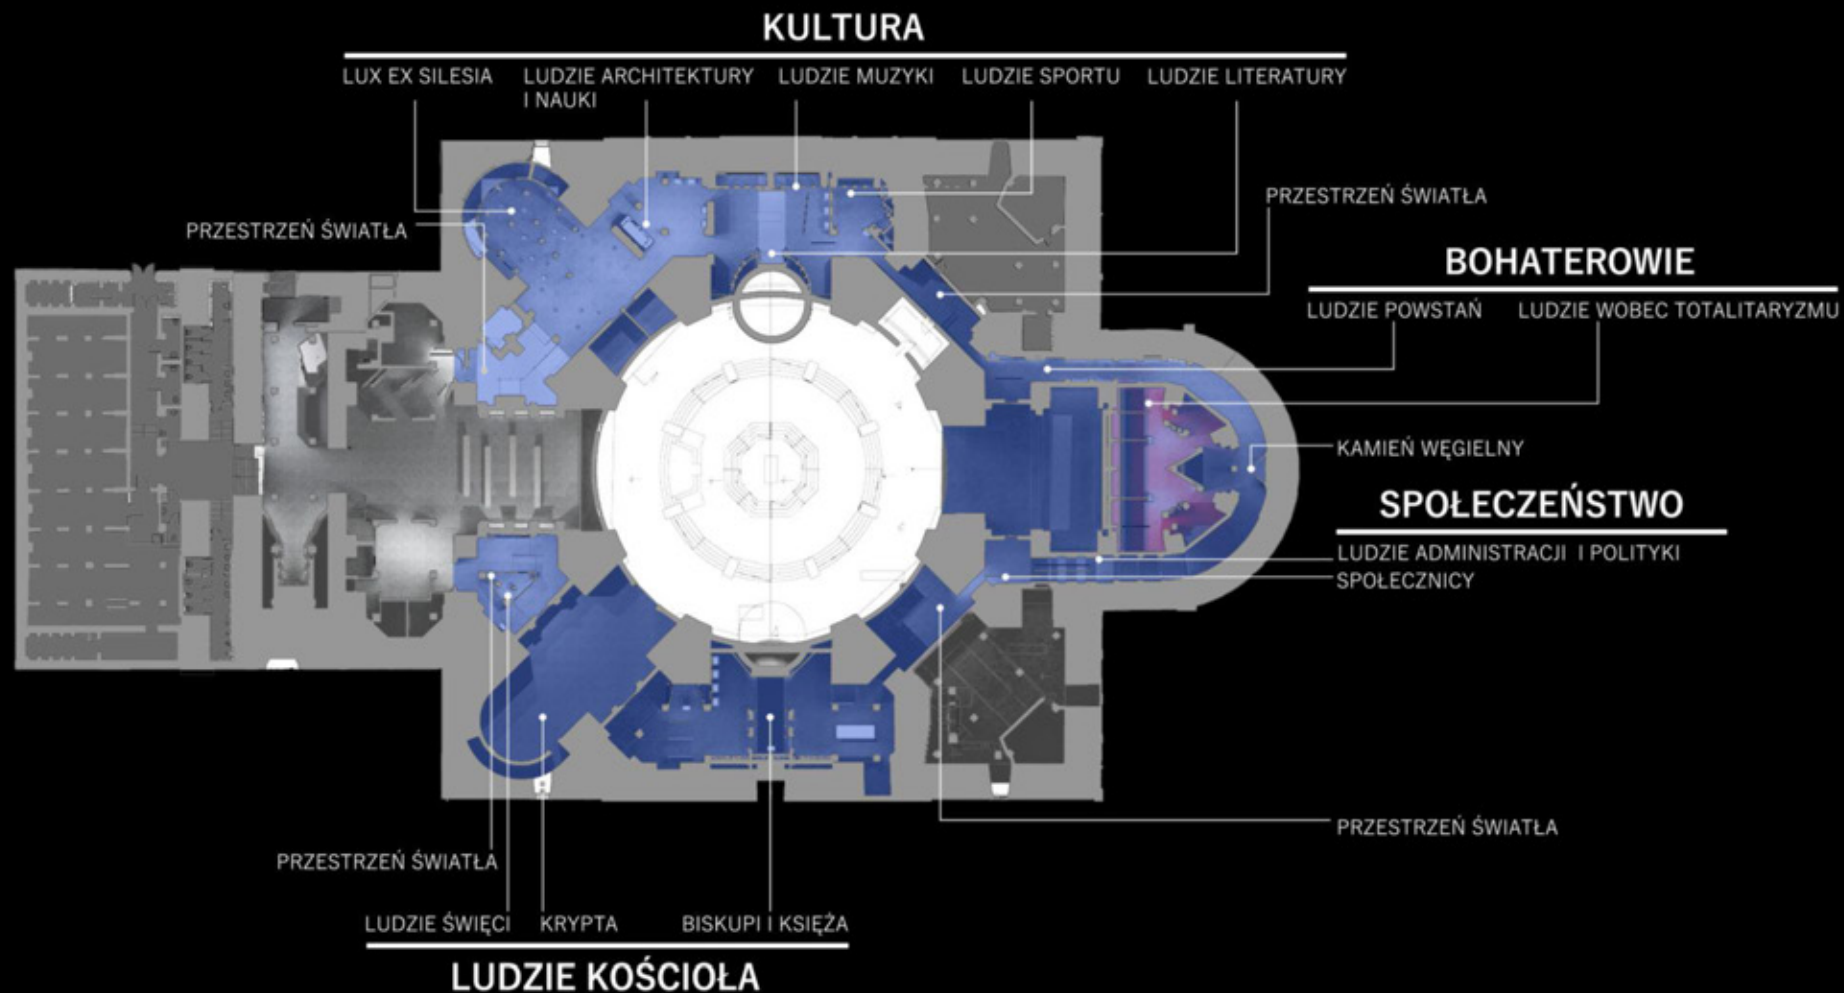 KULTURA
LUX EX SILESIA
LUDZIE ARCHITEKTURY
I NAUKI
LUDZIE MUZYKI
LUDZIE SPORTU
LUDZIE LITERATURY
PRZESTRZEŃ ŚWIATŁA
PRZESTRZEŃ ŚWIATŁA
BOHATEROWIE
LUDZIE POWSTAŃ
LUDZIE WOBEC TOTALITARYZMU
KAMIEŃ WĘGIELNY
SPOŁECZEŃSTWO
LUDZIE ADMINISTRACJI I POLITYKI
SPOŁECZNICY
PRZESTRZEŃ ŚWIATŁA
PRZESTRZEŃ ŚWIATŁA
LUDZIE ŚWIĘCI
KRYPTA
BISKUPI I KSIĘŻA
LUDZIE KOŚCIOŁA